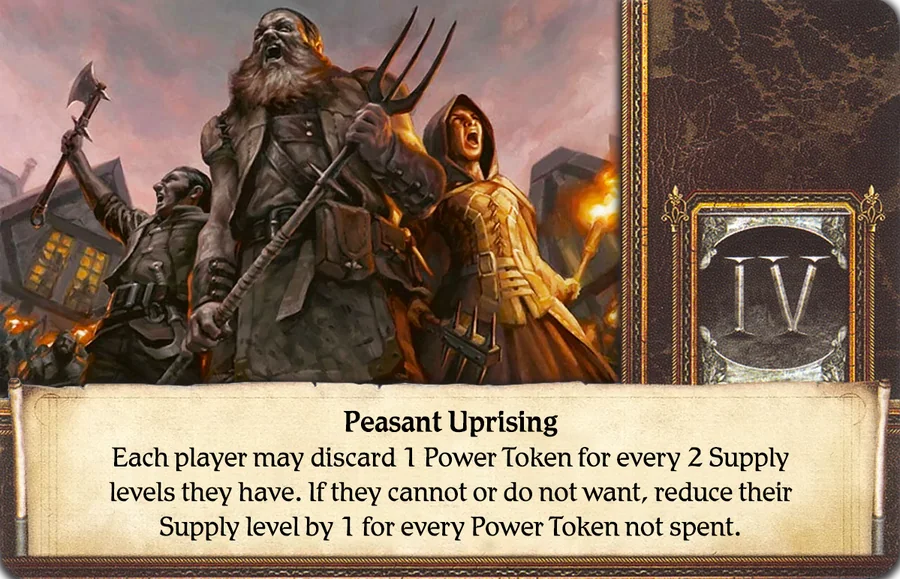 IV
Peasant Uprising
Each player may discard 1 Power Token for every 2 Supply
levels they have. If they cannot or do not want, reduce their
Supply level by 1 for every Power Token not spent.